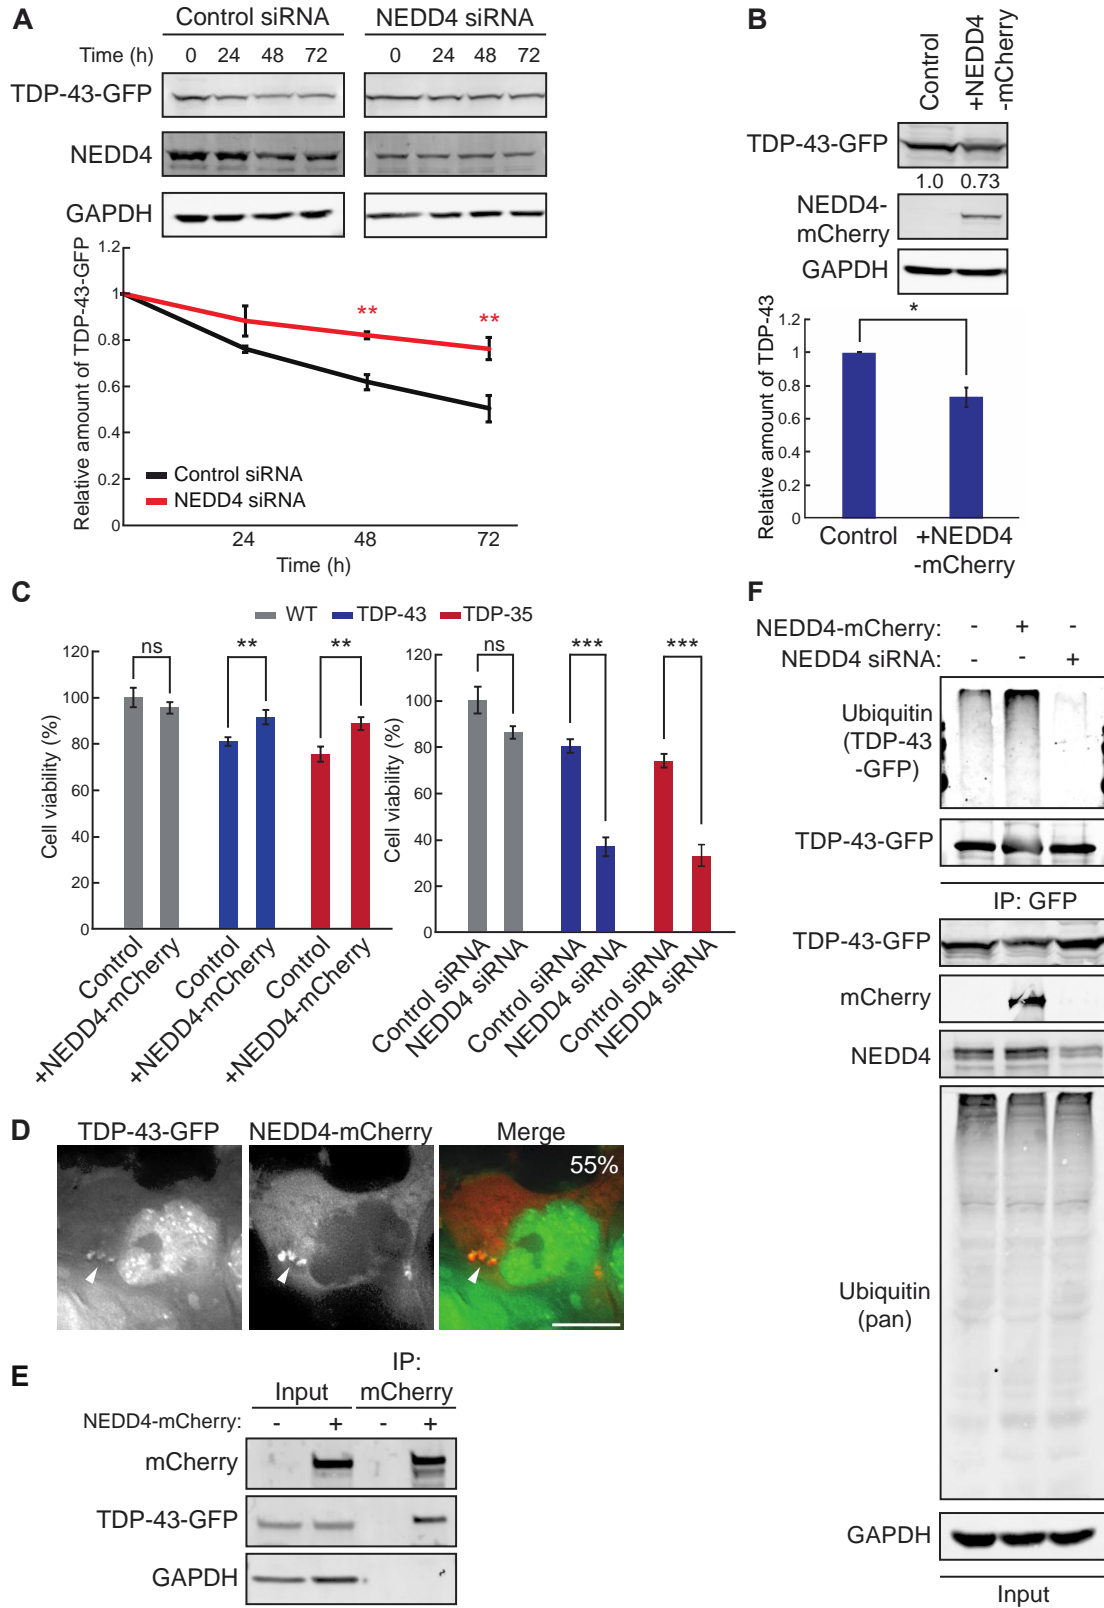 A
Control siRNA NEDD4 siRNA
Time (h) 0 24 48 72 0 24 48 72
TDP-43-GFP
NEDD4
GAPDH
Relative amount of TDP-43-GFP
1.2
1
0.8
0.6
0.4
0.2
0
** **
Control siRNA
NEDD4 siRNA
24 48 72
Time (h)
B
Control
+NEDD4
-mCherry
TDP-43-GFP
1.0 0.73
NEDD4-
mCherry
GAPDH
Relative amount of TDP-43
1.2
1
0.8
0.6
0.4
0.2
0
*
Control +NEDD4
-mCherry
C
WT TDP-43 TDP-35
Cell viability (%)
120
100
80
60
40
20
0
ns ** **
Control
+NEDD4-mCherry
Control
+NEDD4-mCherry
Control
+NEDD4-mCherry
Cell viability (%)
120
100
80
60
40
20
0
ns *** ***
Control siRNA
NEDD4 siRNA
Control siRNA
NEDD4 siRNA
Control siRNA
NEDD4 siRNA
D
TDP-43-GFP NEDD4-mCherry Merge
55%
E
Input IP:
mCherry
NEDD4-mCherry: - + - +
mCherry
TDP-43-GFP
GAPDH
F
NEDD4-mCherry: - + -
NEDD4 siRNA: - - +
Ubiquitin
(TDP-43
-GFP)
TDP-43-GFP
IP: GFP
TDP-43-GFP
mCherry
NEDD4
Ubiquitin
(pan)
GAPDH
Input